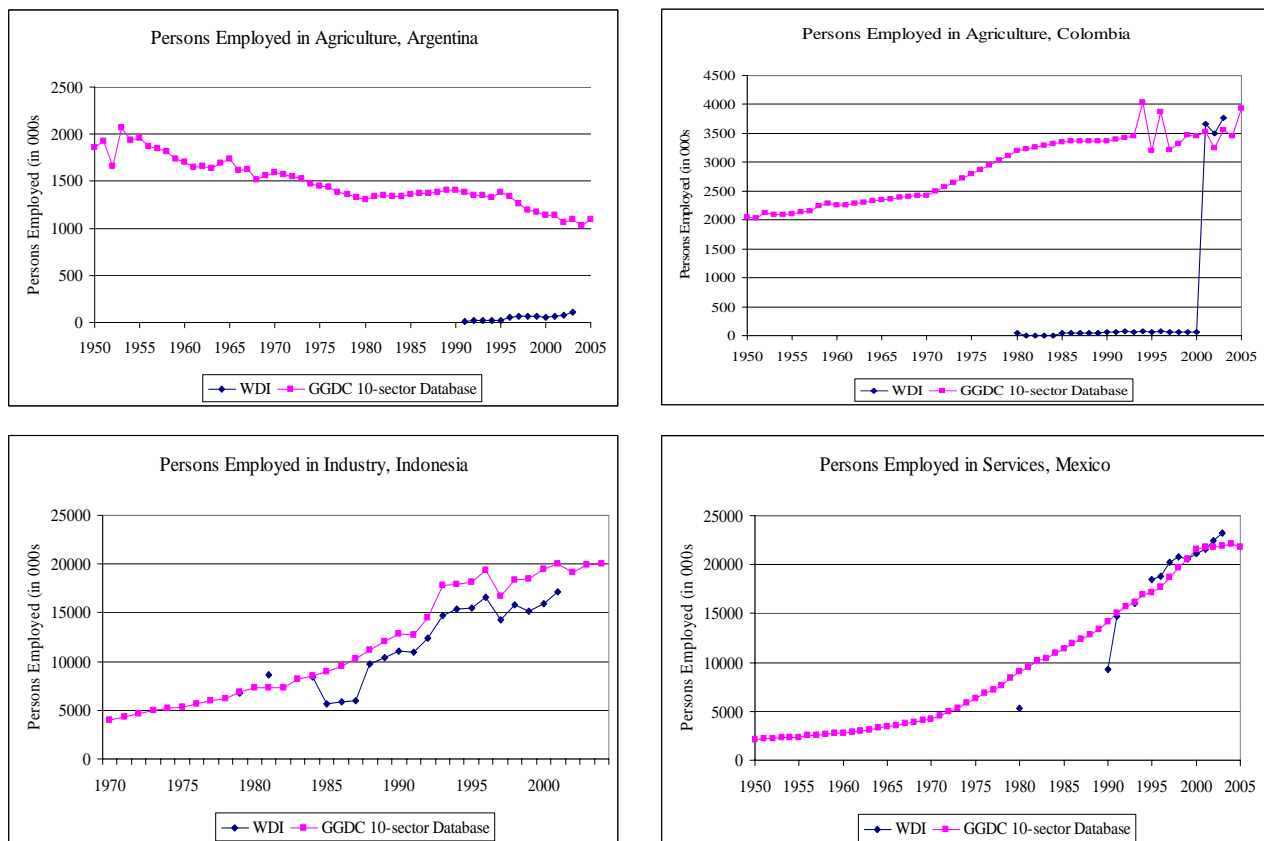 Persons Employed in Agriculture, Argentina
Persons Employed (in 000s
2500
2000
1500
1000
500
0
1950 1955 1960 1965 1970 1975 1980 1985 1990 1995 2000 2005
WDI GGDC 10-sector Database
Persons Employed in Agriculture, Colombia
Persons Employed (in 000s
4500
4000
3500
3000
2500
2000
1500
1000
500
0
1950 1955 1960 1965 1970 1975 1980 1985 1990 1995 2000 2005
WDI GGDC 10-sector Database
Persons Employed in Industry, Indonesia
Persons Employed (in 000s
25000
20000
15000
10000
5000
0
1970 1975 1980 1985 1990 1995 2000
WDI GGDC 10-sector Database
Persons Employed in Services, Mexico
Persons Employed (in 000s
25000
20000
15000
10000
5000
0
1950 1955 1960 1965 1970 1975 1980 1985 1990 1995 2000 2005
WDI GGDC 10-sector Database